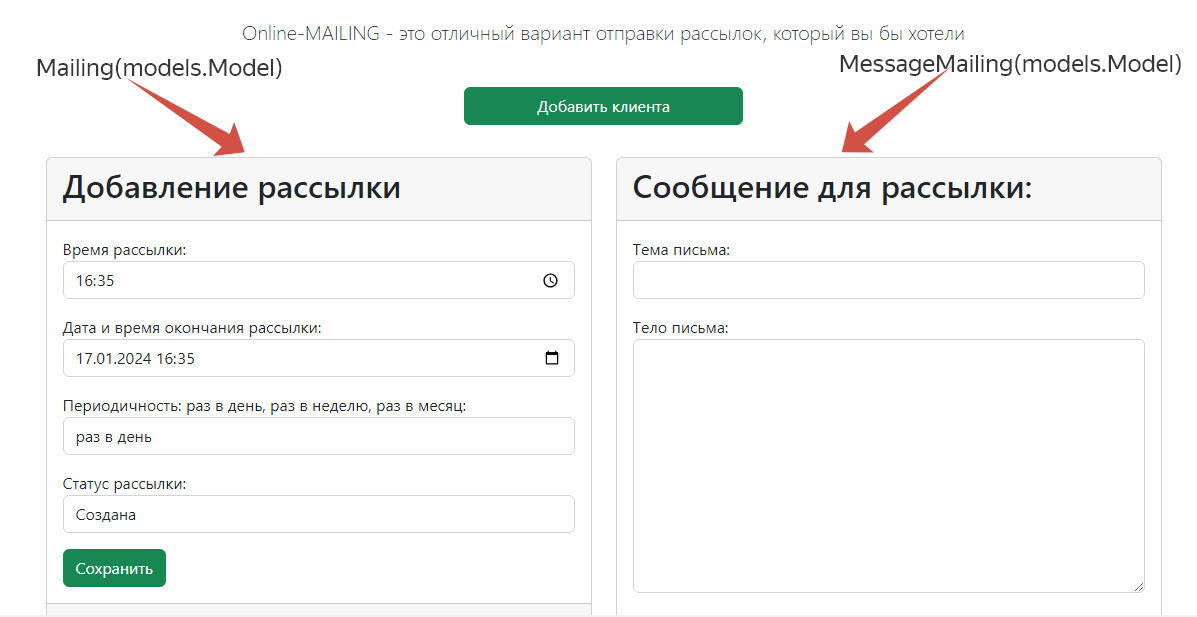 Online-MAILING - это отличный вариант отправки рассылок, который вы бы хотели
Mailing(models.Model)
MessageMailing(models.Model)
Добавить клиента
Добавление рассылки
Время рассылки:
16:35
Дата и время окончания рассылки:
17.01.2024 16:35
Периодичность: раз в день, раз в неделю, раз в месяц:
раз в день
Статус рассылки:
Создана
Сохранить
Сообщение для рассылки:
Тема письма:
Тело письма: